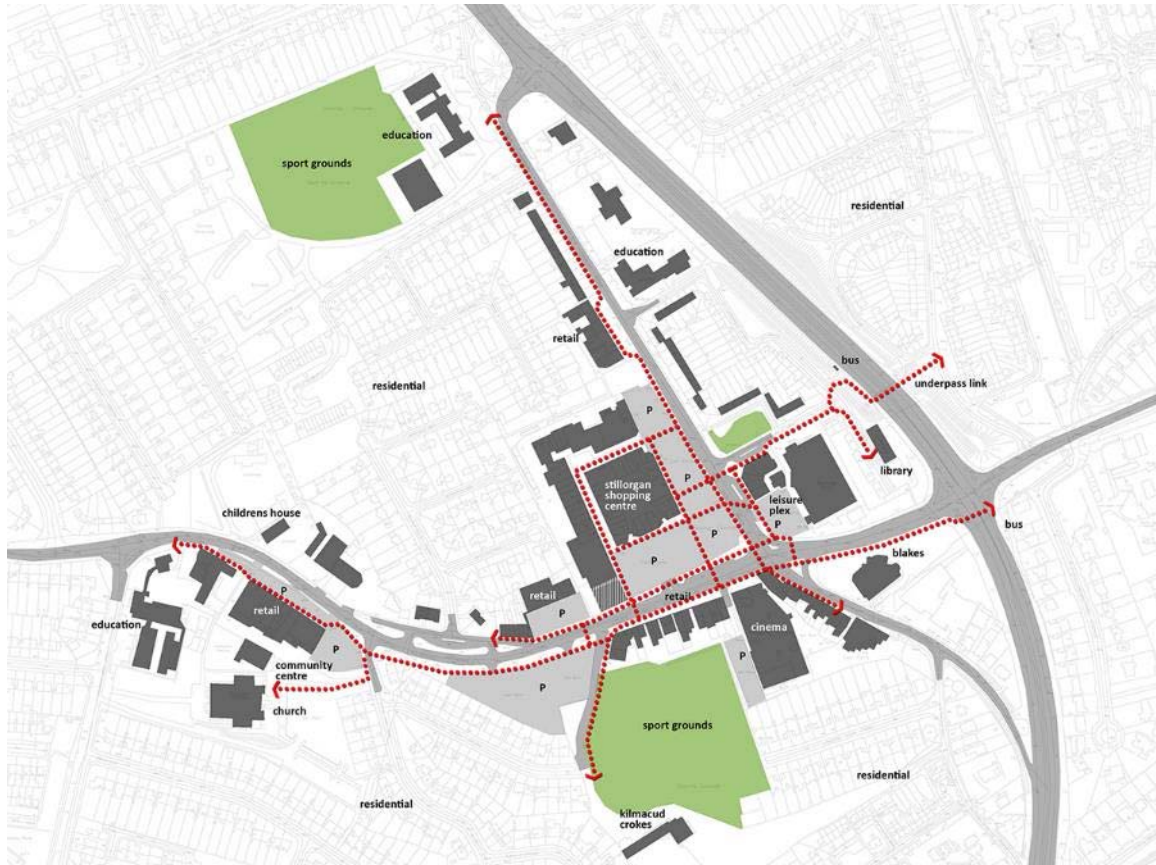 education
sport grounds
residential
education
retail
bus
underpass link
residential
P
P
stillorgan
shopping
centre
library
leisure
plex
P
P
P
bus
childrens house
blakes
P
retail
retail
P
retail
education
cinema
P
community
centre
P
P
church
sport grounds
residential
residential
kilmacud
crokes